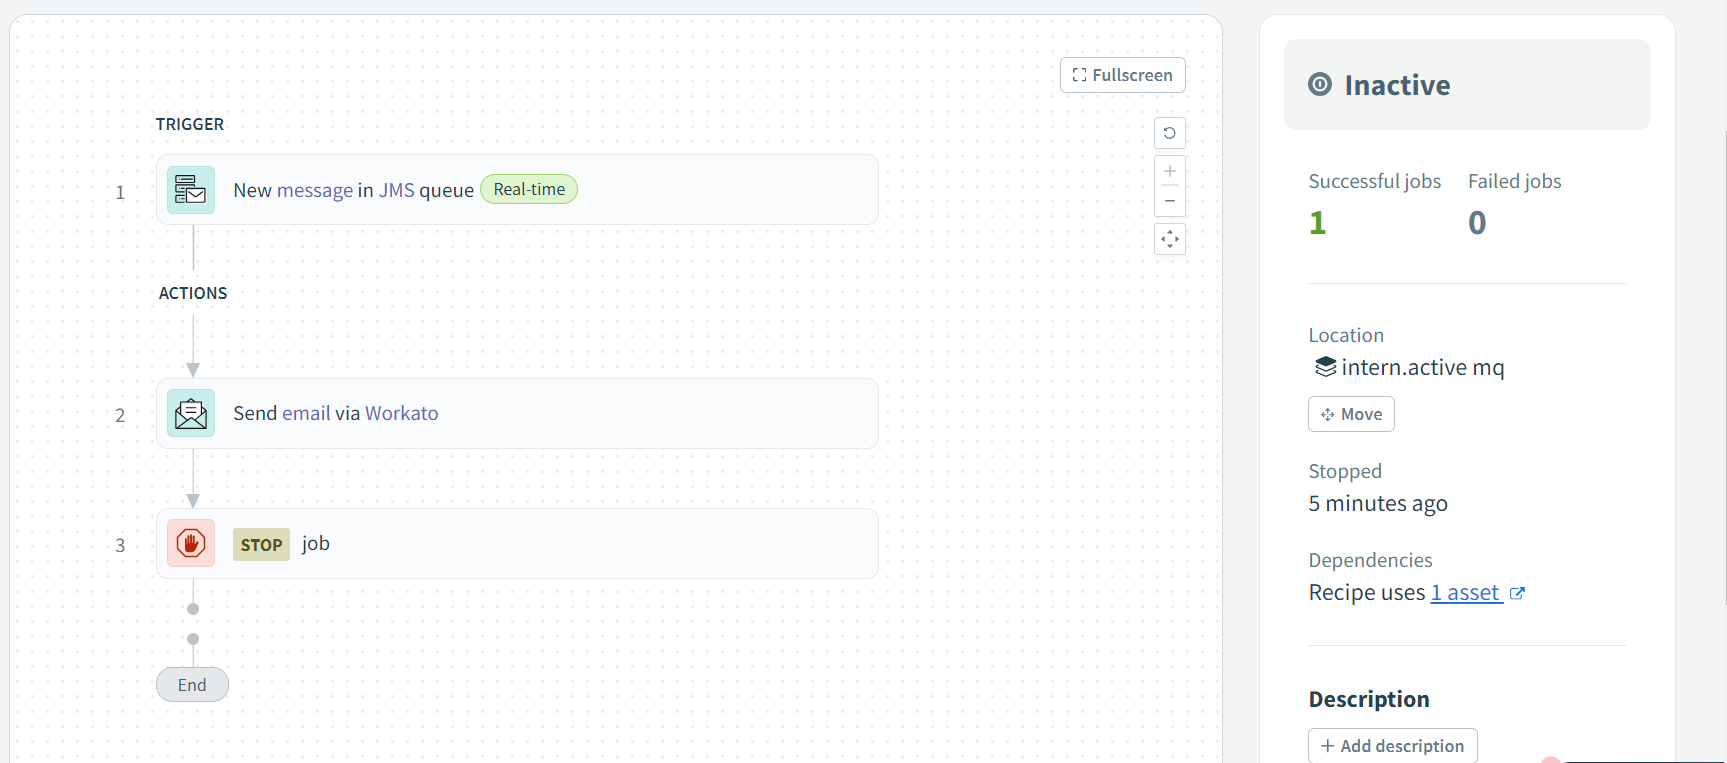 Fullscreen
TRIGGER
1
New message in JMS queue Real-time
ACTIONS
2
Send email via Workato
3
STOP job
End
Inactive
Successful jobs Failed jobs
1 0
Location
intern.active mq
Move
Stopped
5 minutes ago
Dependencies
Recipe uses 1 asset
Description
+ Add description